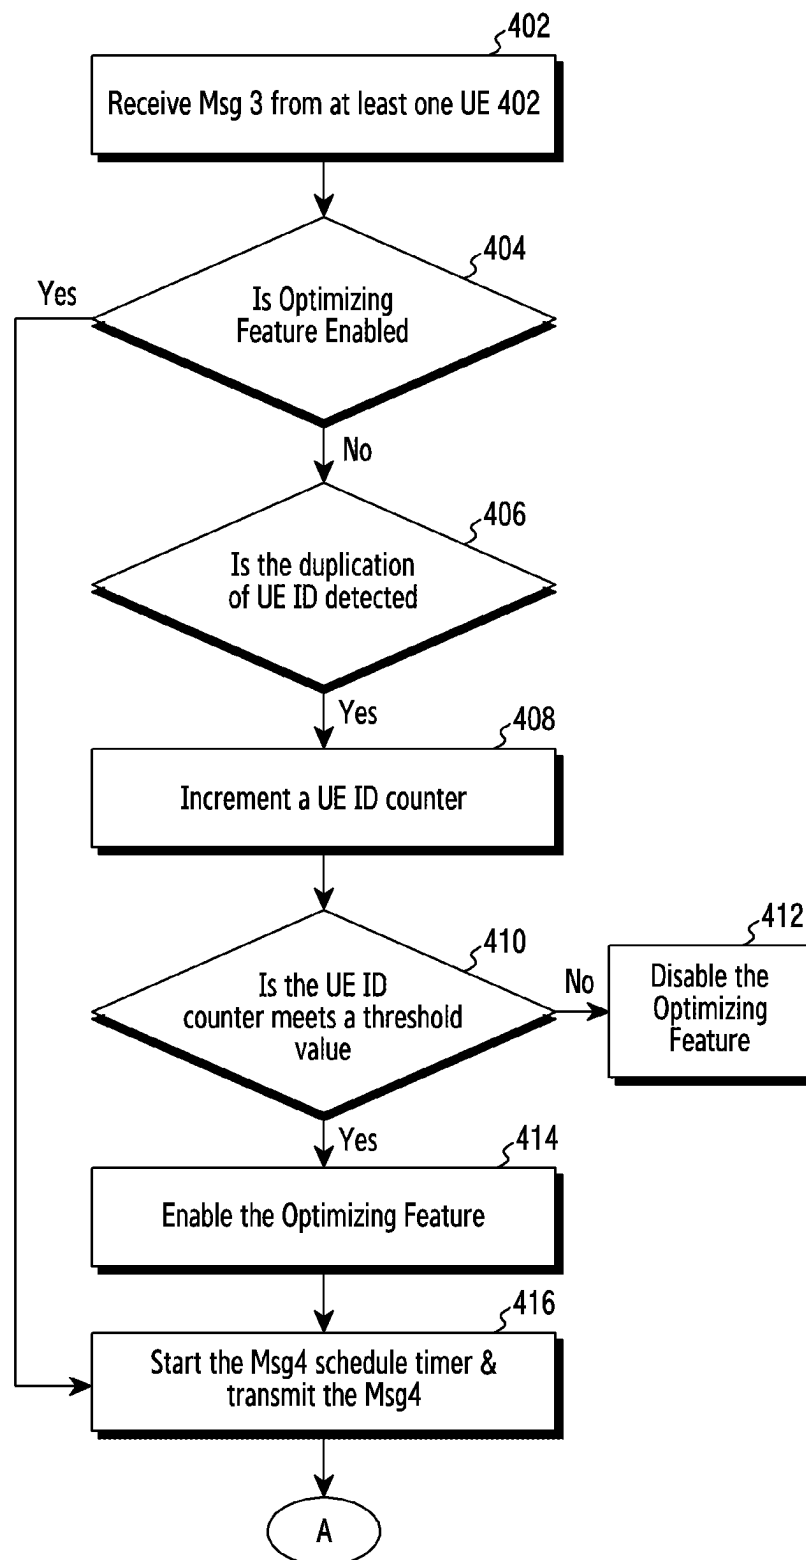 402
Receive Msg 3 from at least one UE 402
404
Yes
Is Optimizing
Feature Enabled
No
406
Is the duplication
of UE ID detected
Yes
408
Increment a UE ID counter
410
412
Is the UE ID
counter meets a threshold
value
No
Disable the
Optimizing
Feature
Yes
414
Enable the Optimizing Feature
416
Start the Msg4 schedule timer &
transmit the Msg4
A